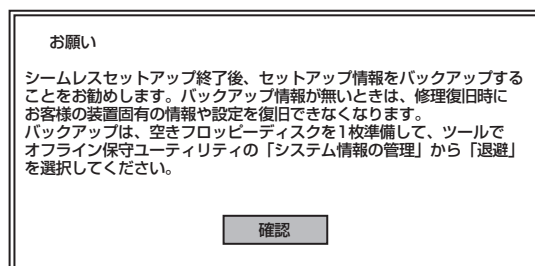 お願い
シームレスセットアップ終了後、セットアップ情報をバックアップする
ことをお勧めします。バックアップ情報が無いときは、修理復旧時に
お客様の装置固有の情報や設定を復旧できなくなります。
バックアップは、空きフロッピーディスクを1枚準備して、ツールで
オフライン保守ユーティリティの「システム情報の管理」から「退避」
を選択してください。
確認